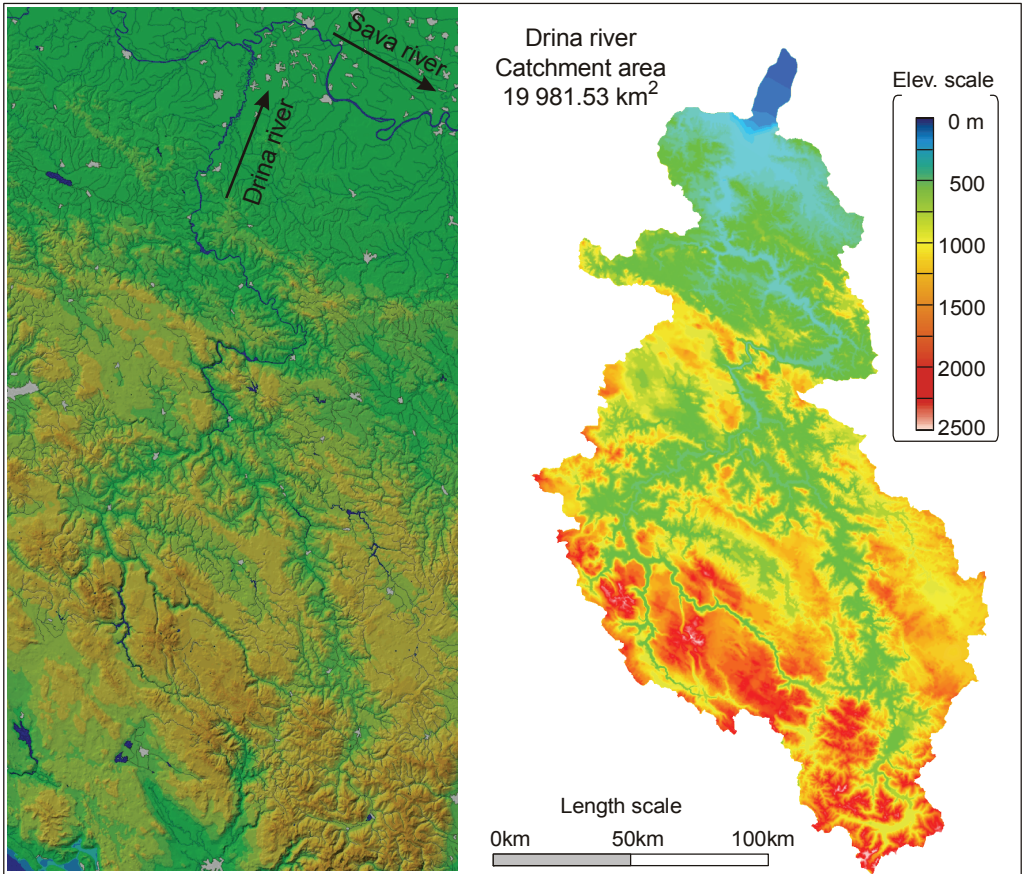 Sava river
Drina river
Drina river
Catchment area
19 981.53 km²
Elev. scale
0 m
500
1000
1500
2000
2500
Length scale
0km 50km 100km